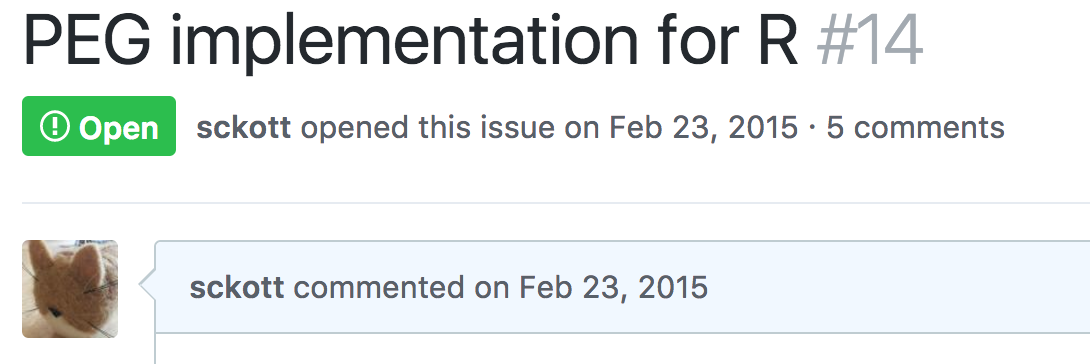 PEG implementation for R #14
Open sckott opened this issue on Feb 23, 2015 · 5 comments
sckott commented on Feb 23, 2015